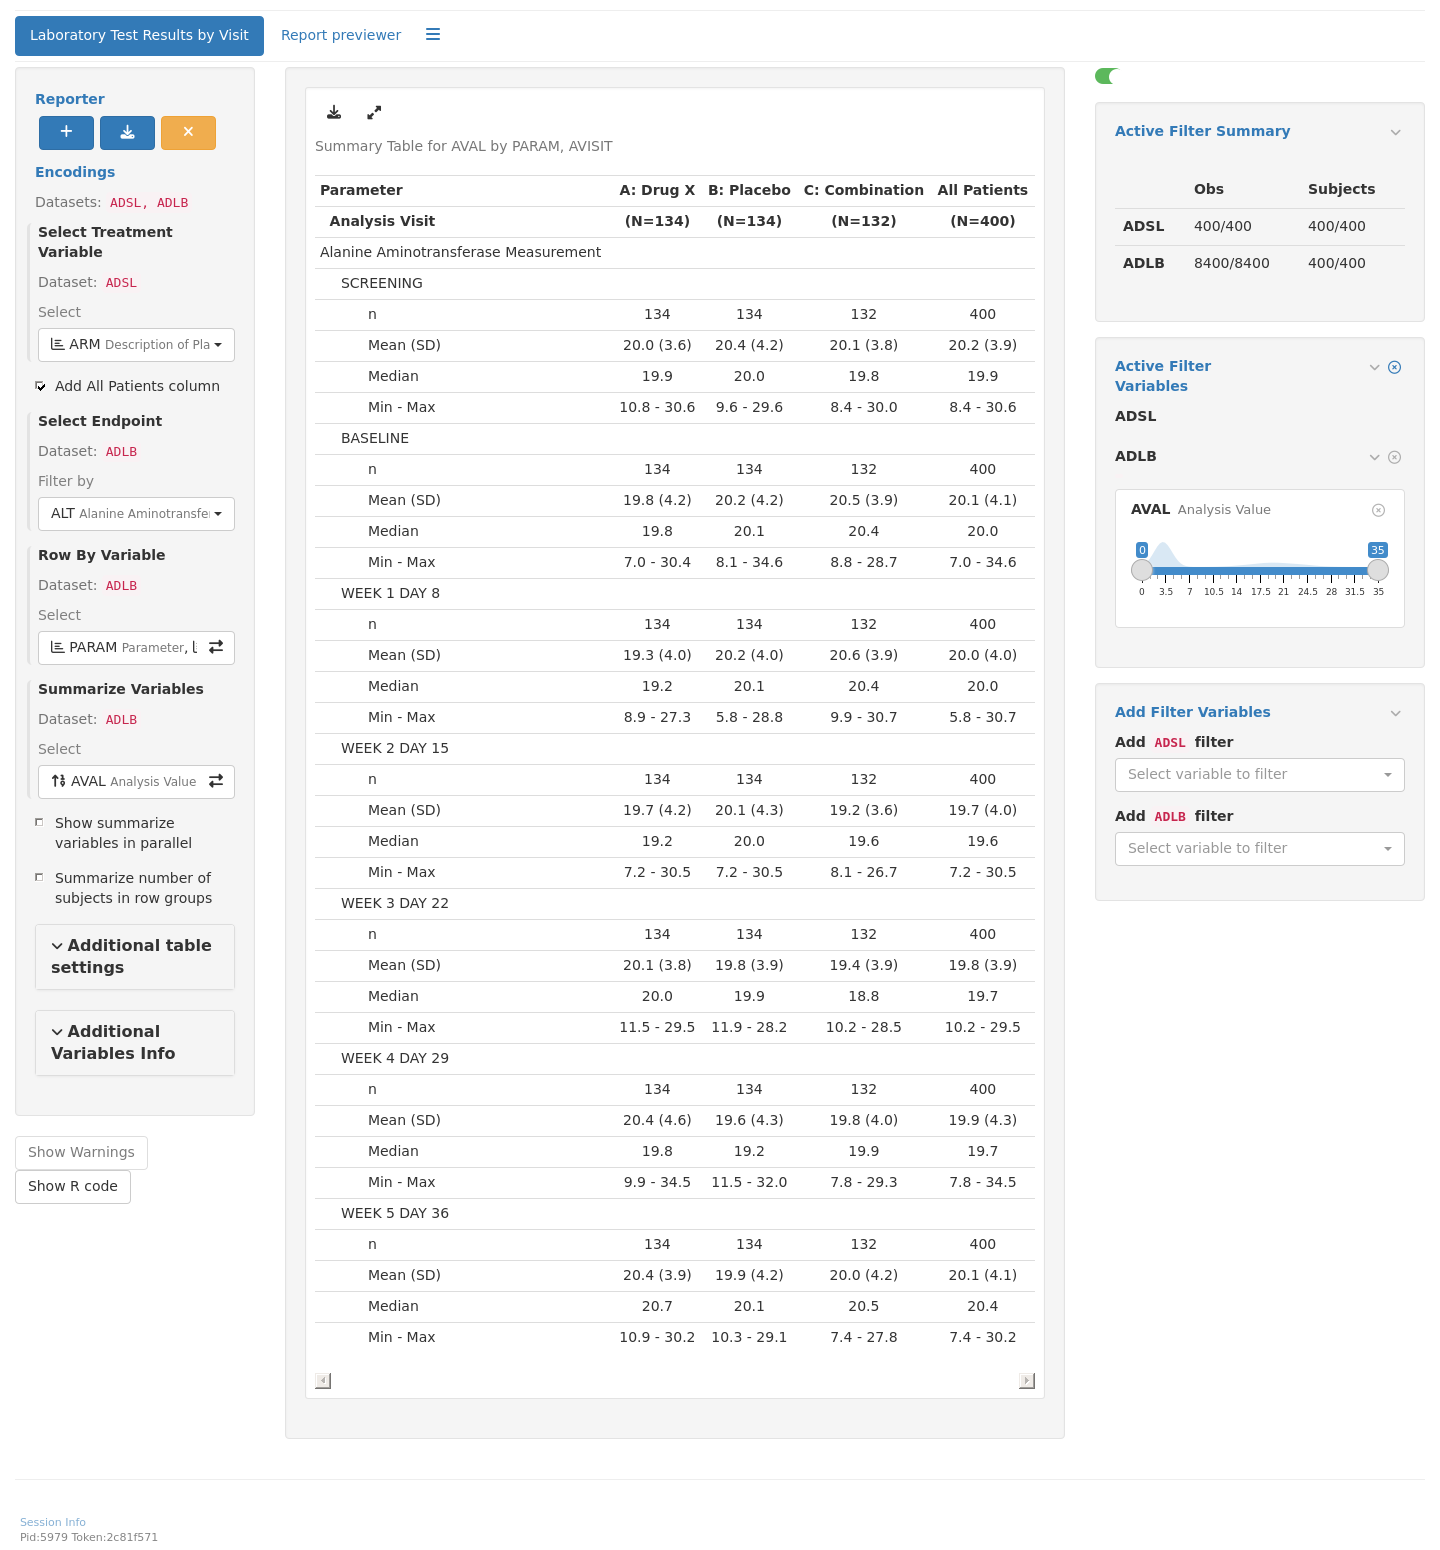 Laboratory Test Results by Visit
Report previewer
Reporter
Encodings
Datasets: ADSL, ADLB
Select Treatment
Variable
Dataset: ADSL
Select
ARM Description of Pla
Add All Patients column
Select Endpoint
Dataset: ADLB
Filter by
ALT Alanine Aminotransfe
Row By Variable
Dataset: ADLB
Select
PARAM Parameter,
Summarize Variables
Dataset: ADLB
Select
AVAL Analysis Value
Show summarize
variables in parallel
Summarize number of
subjects in row groups
Additional table
settings
Additional
Variables Info
Show Warnings
Show R code
Summary Table for AVAL by PARAM, AVISIT
Parameter A: Drug X B: Placebo C: Combination All Patients
Analysis Visit (N=134) (N=134) (N=132) (N=400)
Alanine Aminotransferase Measurement
SCREENING
n 134 134 132 400
Mean (SD) 20.0 (3.6) 20.4 (4.2) 20.1 (3.8) 20.2 (3.9)
Median 19.9 20.0 19.8 19.9
Min - Max 10.8 - 30.6 9.6 - 29.6 8.4 - 30.0 8.4 - 30.6
BASELINE
n 134 134 132 400
Mean (SD) 19.8 (4.2) 20.2 (4.2) 20.5 (3.9) 20.1 (4.1)
Median 19.8 20.1 20.4 20.0
Min - Max 7.0 - 30.4 8.1 - 34.6 8.8 - 28.7 7.0 - 34.6
WEEK 1 DAY 8
n 134 134 132 400
Mean (SD) 19.3 (4.0) 20.2 (4.0) 20.6 (3.9) 20.0 (4.0)
Median 19.2 20.1 20.4 20.0
Min - Max 8.9 - 27.3 5.8 - 28.8 9.9 - 30.7 5.8 - 30.7
WEEK 2 DAY 15
n 134 134 132 400
Mean (SD) 19.7 (4.2) 20.1 (4.3) 19.2 (3.6) 19.7 (4.0)
Median 19.2 20.0 19.6 19.6
Min - Max 7.2 - 30.5 7.2 - 30.5 8.1 - 26.7 7.2 - 30.5
WEEK 3 DAY 22
n 134 134 132 400
Mean (SD) 20.1 (3.8) 19.8 (3.9) 19.4 (3.9) 19.8 (3.9)
Median 20.0 19.9 18.8 19.7
Min - Max 11.5 - 29.5 11.9 - 28.2 10.2 - 28.5 10.2 - 29.5
WEEK 4 DAY 29
n 134 134 132 400
Mean (SD) 20.4 (4.6) 19.6 (4.3) 19.8 (4.0) 19.9 (4.3)
Median 19.8 19.2 19.9 19.7
Min - Max 9.9 - 34.5 11.5 - 32.0 7.8 - 29.3 7.8 - 34.5
WEEK 5 DAY 36
n 134 134 132 400
Mean (SD) 20.4 (3.9) 19.9 (4.2) 20.0 (4.2) 20.1 (4.1)
Median 20.7 20.1 20.5 20.4
Min - Max 10.9 - 30.2 10.3 - 29.1 7.4 - 27.8 7.4 - 30.2
Active Filter Summary
Obs Subjects
ADSL 400/400 400/400
ADLB 8400/8400 400/400
Active Filter
Variables
ADSL
ADLB
AVAL Analysis Value
0 35
0 3.5 7 10.5 14 17.5 21 24.5 28 31.5 35
Add Filter Variables
Add ADSL filter
Select variable to filter
Add ADLB filter
Select variable to filter
Session Info
Pid:5979 Token:2c81f571